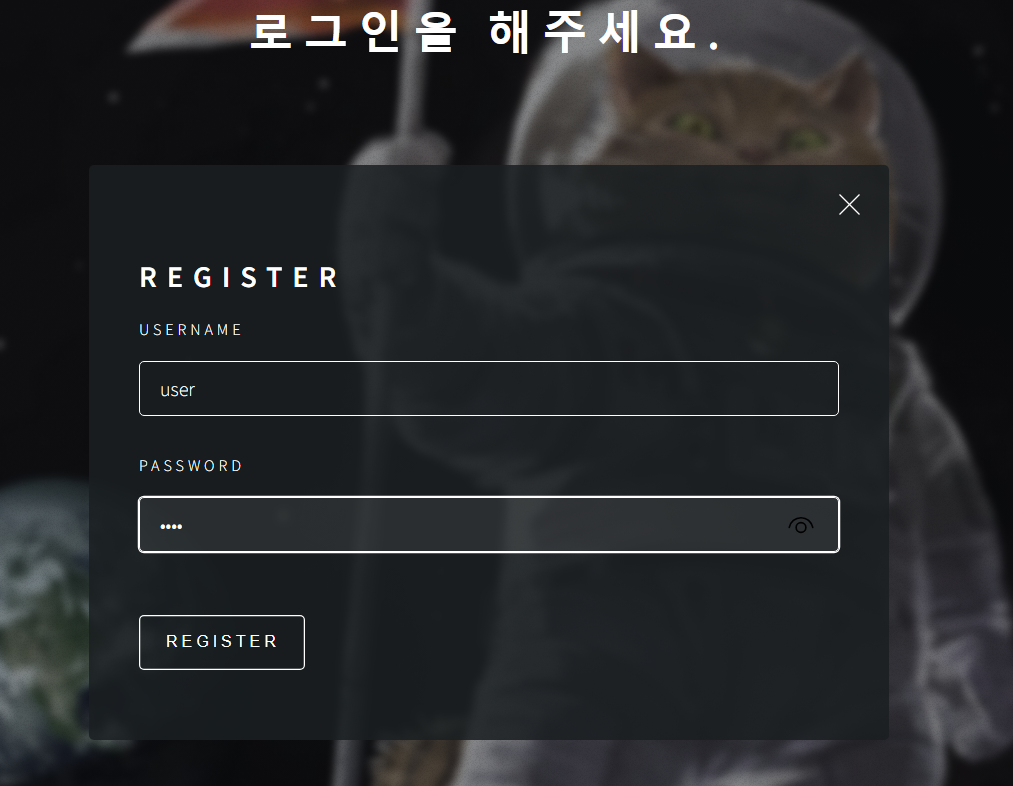 로그인을 해주세요.
REGISTER
USERNAME
user
PASSWORD
••••
REGISTER